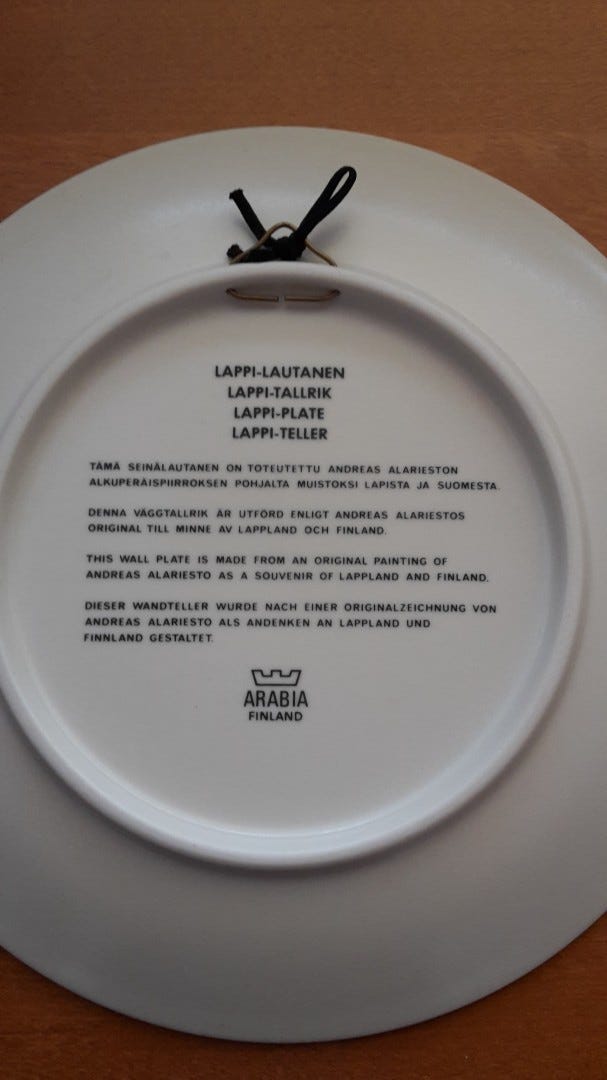 LAPPI-LAUTANEN
LAPPI-TALLRIK
LAPPI-PLATE
LAPPI-TELLER
TÄMÄ SEINÄLAUTANEN ON TOTEUTETTU ANDREAS ALARIESTON
ALKUPERÄISPIIRROKSEN POHJALTA MUISTOKSI LAPISTA JA SUOMESTA.
DENNA VÄGGTALLRIK ÄR UTFÖRD ENLIGT ANDREAS ALARIESTOS
ORIGINAL TILL MINNE AV LAPPLAND OCH FINLAND.
THIS WALL PLATE IS MADE FROM AN ORIGINAL PAINTING OF
ANDREAS ALARIESTO AS A SOUVENIR OF LAPPLAND AND FINLAND.
DIESER WANDTELLER WURDE NACH EINER ORIGINALZEICHNUNG VON
ANDREAS ALARIESTO ALS ANDENKEN AN LAPPLAND UND
FINNLAND GESTALTET.
ARABIA
FINLAND